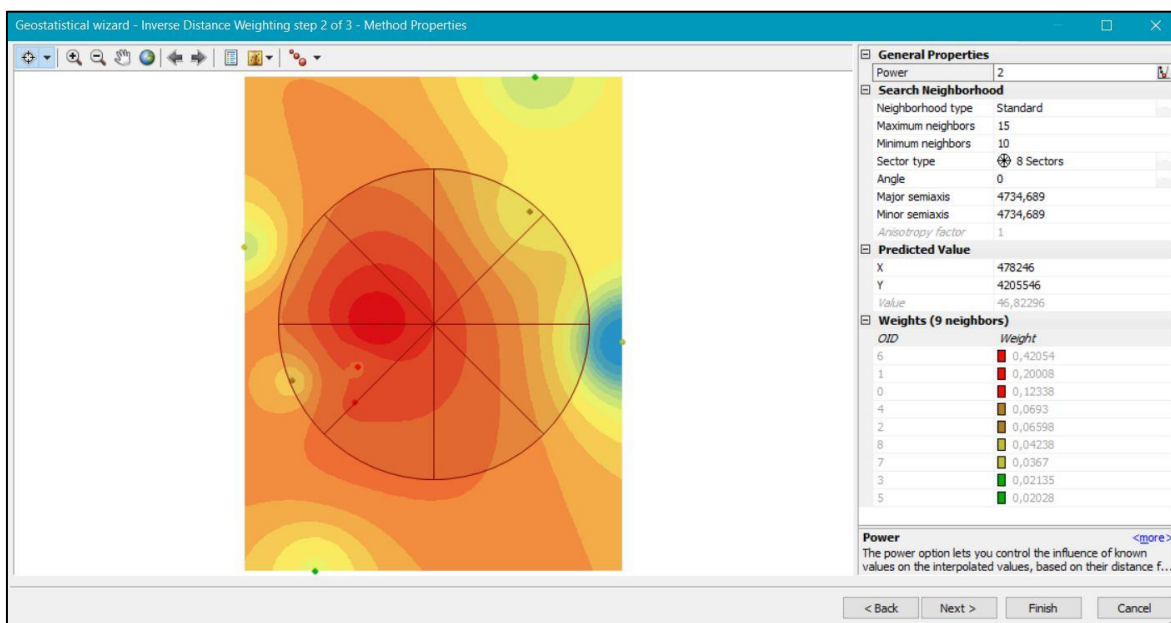 Geostatistical wizard - Inverse Distance Weighting step 2 of 3 - Method Properties
General Properties
Power 2
Search Neighborhood
Neighborhood type Standard
Maximum neighbors 15
Minimum neighbors 10
Sector type 8 Sectors
Angle 0
Major semiaxis 4734,689
Minor semiaxis 4734,689
Anisotropy factor 1
Predicted Value
X 478246
Y 4205546
Value 46,82296
Weights (9 neighbors)
OID Weight
6 0,42054
1 0,20008
0 0,12338
4 0,0693
2 0,06598
8 0,04238
7 0,0367
3 0,02135
5 0,02028
Power <more>
The power option lets you control the influence of known
values on the interpolated values, based on their distance f...
< Back Next > Finish Cancel